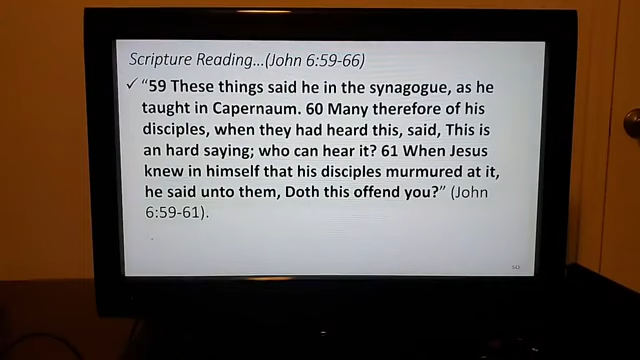 Scripture Reading...(John 6:59-66)
✓ "59 These things said he in the synagogue, as he
taught in Capernaum. 60 Many therefore of his
disciples, when they had heard this, said, This is
an hard saying; who can hear it? 61 When Jesus
knew in himself that his disciples murmured at it,
he said unto them, Doth this offend you?" (John
6:59-61).